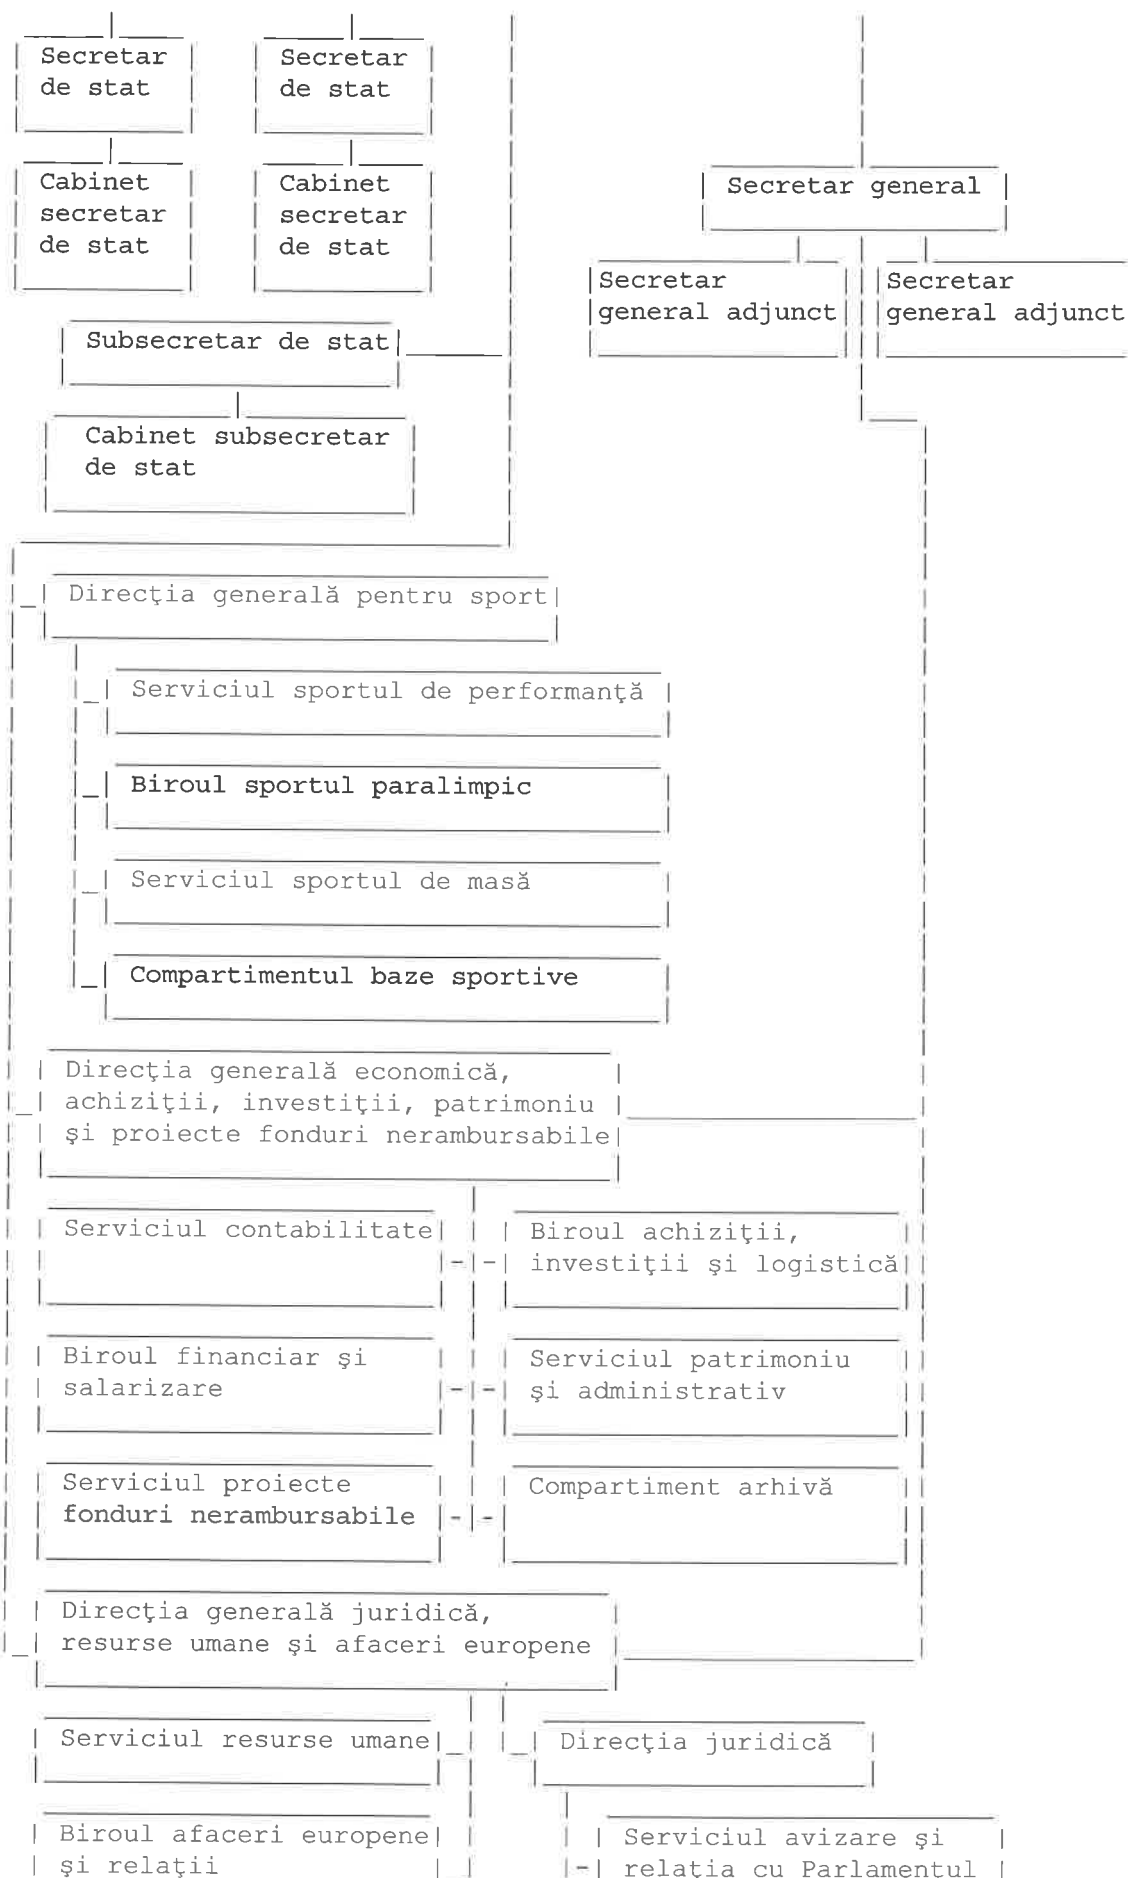 Secretar
de stat
Secretar
de stat
Cabinet
secretar
de stat
Cabinet
secretar
de stat
Secretar general
Secretar
general adjunct
Secretar
general adjunct
Subsecretar de stat
Cabinet subsecretar
de stat
Direcţia generală pentru sport
Serviciul sportul de performanţă
Biroul sportul paralimpic
Serviciul sportul de masă
Compartimentul baze sportive
Direcţia generală economică,
achiziţii, investiţii, patrimoniu
şi proiecte fonduri nerambursabile
Serviciul contabilitate
Biroul achiziţii,
investiţii şi logistică
Biroul financiar şi
salarizare
Serviciul patrimoniu
şi administrativ
Serviciul proiecte
fonduri nerambursabile
Compartiment arhivă
Direcţia generală juridică,
resurse umane şi afaceri europene
Serviciul resurse umane
Direcţia juridică
Biroul afaceri europene
şi relaţii
Serviciul avizare şi
relaţia cu Parlamentul